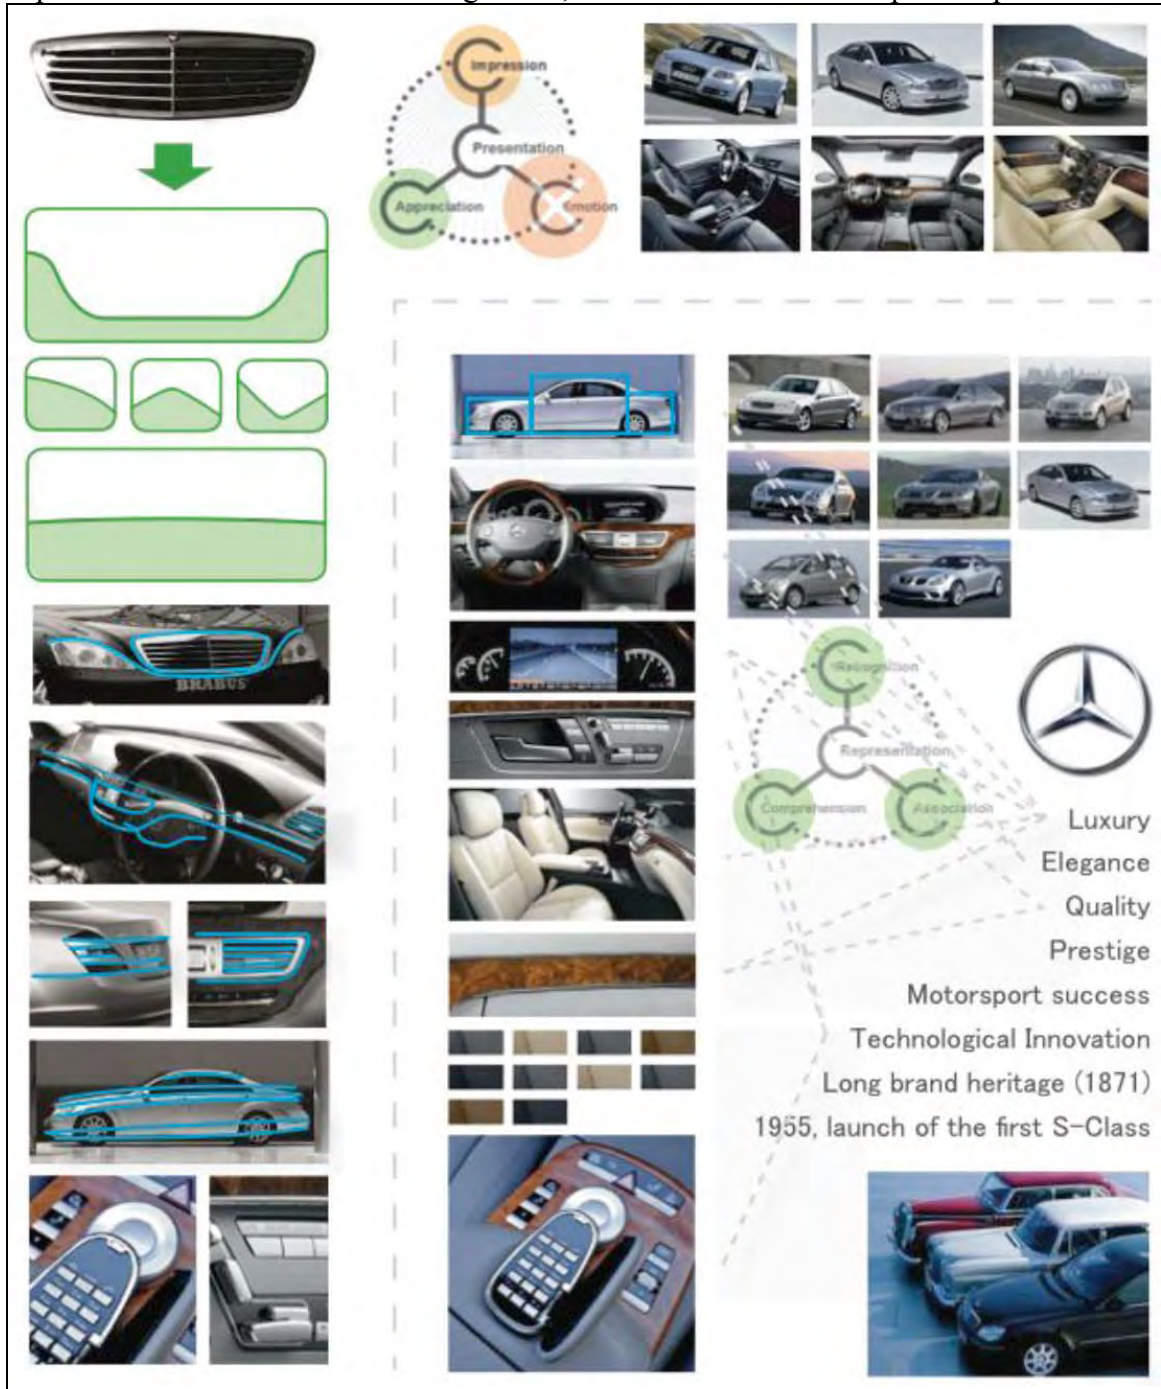 Impression
Presentation
Appreciation
Emotion
BRABUS
Recognition
Representation
Comprehension
Association
Luxury
Elegance
Quality
Prestige
Motorsport success
Technological Innovation
Long brand heritage (1871)
1955, launch of the first S-Class